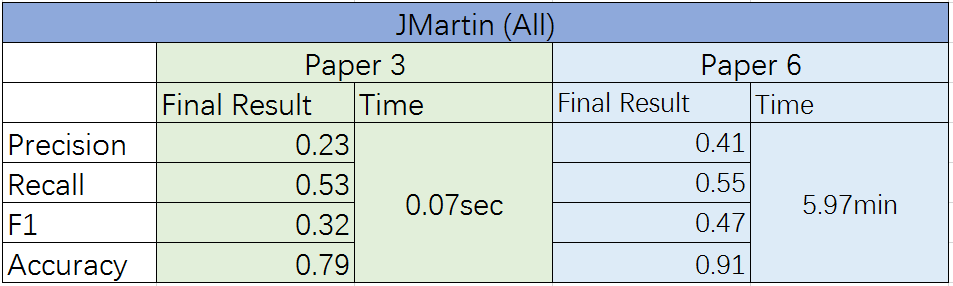 JMartin (All)
Paper 3 Paper 6
Final Result Time Final Result Time
Precision 0.23 0.41
Recall 0.53 0.55
0.07sec 5.97min
F1 0.32 0.47
Accuracy 0.79 0.91